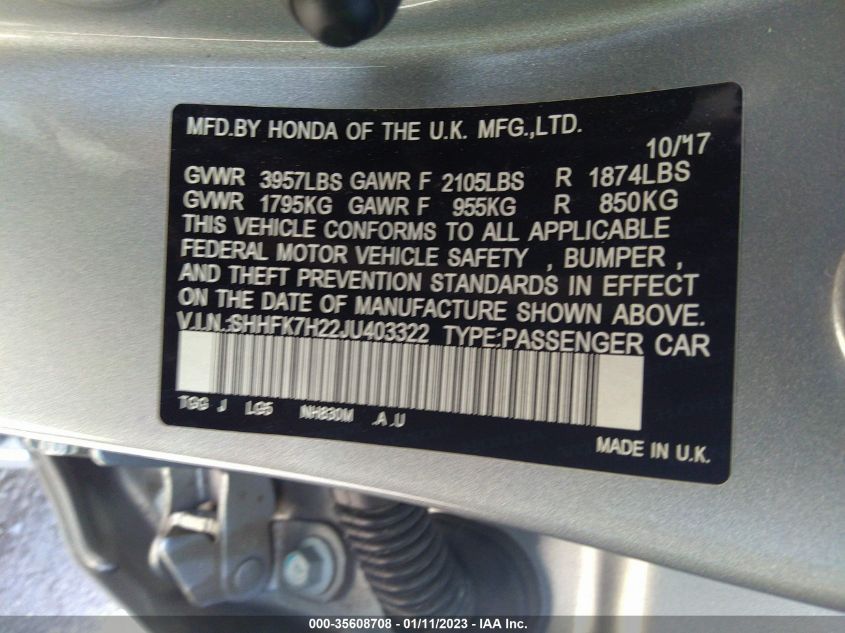 MFD.BY HONDA OF THE U.K. MFG.,LTD.
10/17
GVWR 3957LBS GAWR F 2105LBS R 1874LBS
GVWR 1795KG GAWR F 955KG R 850KG
THIS VEHICLE CONFORMS TO ALL APPLICABLE
FEDERAL MOTOR VEHICLE SAFETY , BUMPER ,
AND THEFT PREVENTION STANDARDS IN EFFECT
ON THE DATE OF MANUFACTURE SHOWN ABOVE.
V.I.N.:SHHFK7H22JU403322 TYPE:PASSENGER CAR
TGG J LG5 NH830M .A .U
MADE IN U.K.
000-35608708 - 01/11/2023 - IAA Inc.